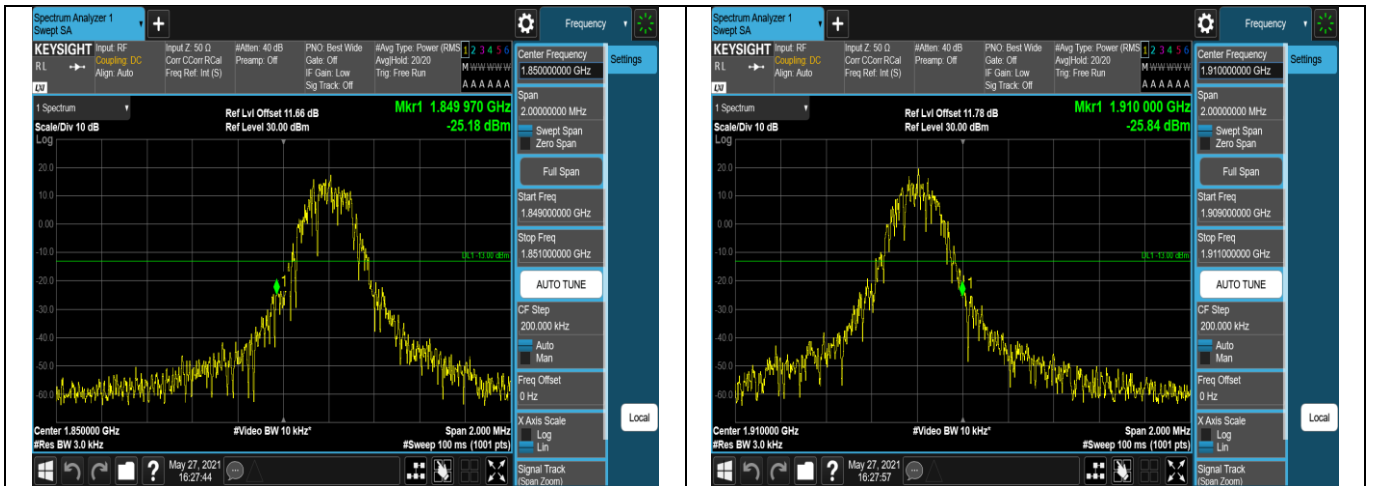 Spectrum Analyzer 1
Swept SA
+
Frequency
KEYSIGHT
RL
LXI
Input: RF
Coupling: DC
Align: Auto
Input Z: 50 Ω
Corr CCorr RCal
Freq Ref: Int (S)
#Atten: 40 dB
Preamp: Off
PNO: Best Wide
Gate: Off
IF Gain: Low
Sig Track: Off
#Avg Type: Power (RMS
Avg|Hold: 20/20
Trig: Free Run
1 2 3 4 5 6
M W W W W W
A A A A A A
Center Frequency
1.850000000 GHz
Settings
1 Spectrum
Scale/Div 10 dB
Log
Ref Lvl Offset 11.66 dB
Ref Level 30.00 dBm
Mkr1 1.849 970 GHz
-25.18 dBm
20.0
10.0
0.00
-10.0
-20.0
-30.0
-40.0
-50.0
-60.0
DL1 -13.00 dBm
1
Center 1.850000 GHz
#Res BW 3.0 kHz
#Video BW 10 kHz*
Span 2.000 MHz
#Sweep 100 ms (1001 pts)
Span
2.00000000 MHz
Swept Span
Zero Span
Full Span
Start Freq
1.849000000 GHz
Stop Freq
1.851000000 GHz
AUTO TUNE
CF Step
200.000 kHz
Auto
Man
Freq Offset
0 Hz
X Axis Scale
Log
Lin
Local
Signal Track
(Span Zoom)
?
May 27, 2021
16:27:44
Spectrum Analyzer 1
Swept SA
+
Frequency
KEYSIGHT
RL
LXI
Input: RF
Coupling: DC
Align: Auto
Input Z: 50 Ω
Corr CCorr RCal
Freq Ref: Int (S)
#Atten: 40 dB
Preamp: Off
PNO: Best Wide
Gate: Off
IF Gain: Low
Sig Track: Off
#Avg Type: Power (RMS
Avg|Hold: 20/20
Trig: Free Run
1 2 3 4 5 6
M W W W W W
A A A A A A
Center Frequency
1.910000000 GHz
Settings
1 Spectrum
Scale/Div 10 dB
Log
Ref Lvl Offset 11.78 dB
Ref Level 30.00 dBm
Mkr1 1.910 000 GHz
-25.84 dBm
20.0
10.0
0.00
-10.0
-20.0
-30.0
-40.0
-50.0
-60.0
DL1 -13.00 dBm
1
Center 1.910000 GHz
#Res BW 3.0 kHz
#Video BW 10 kHz*
Span 2.000 MHz
#Sweep 100 ms (1001 pts)
Span
2.00000000 MHz
Swept Span
Zero Span
Full Span
Start Freq
1.909000000 GHz
Stop Freq
1.911000000 GHz
AUTO TUNE
CF Step
200.000 kHz
Auto
Man
Freq Offset
0 Hz
X Axis Scale
Log
Lin
Local
Signal Track
(Span Zoom)
?
May 27, 2021
16:27:57